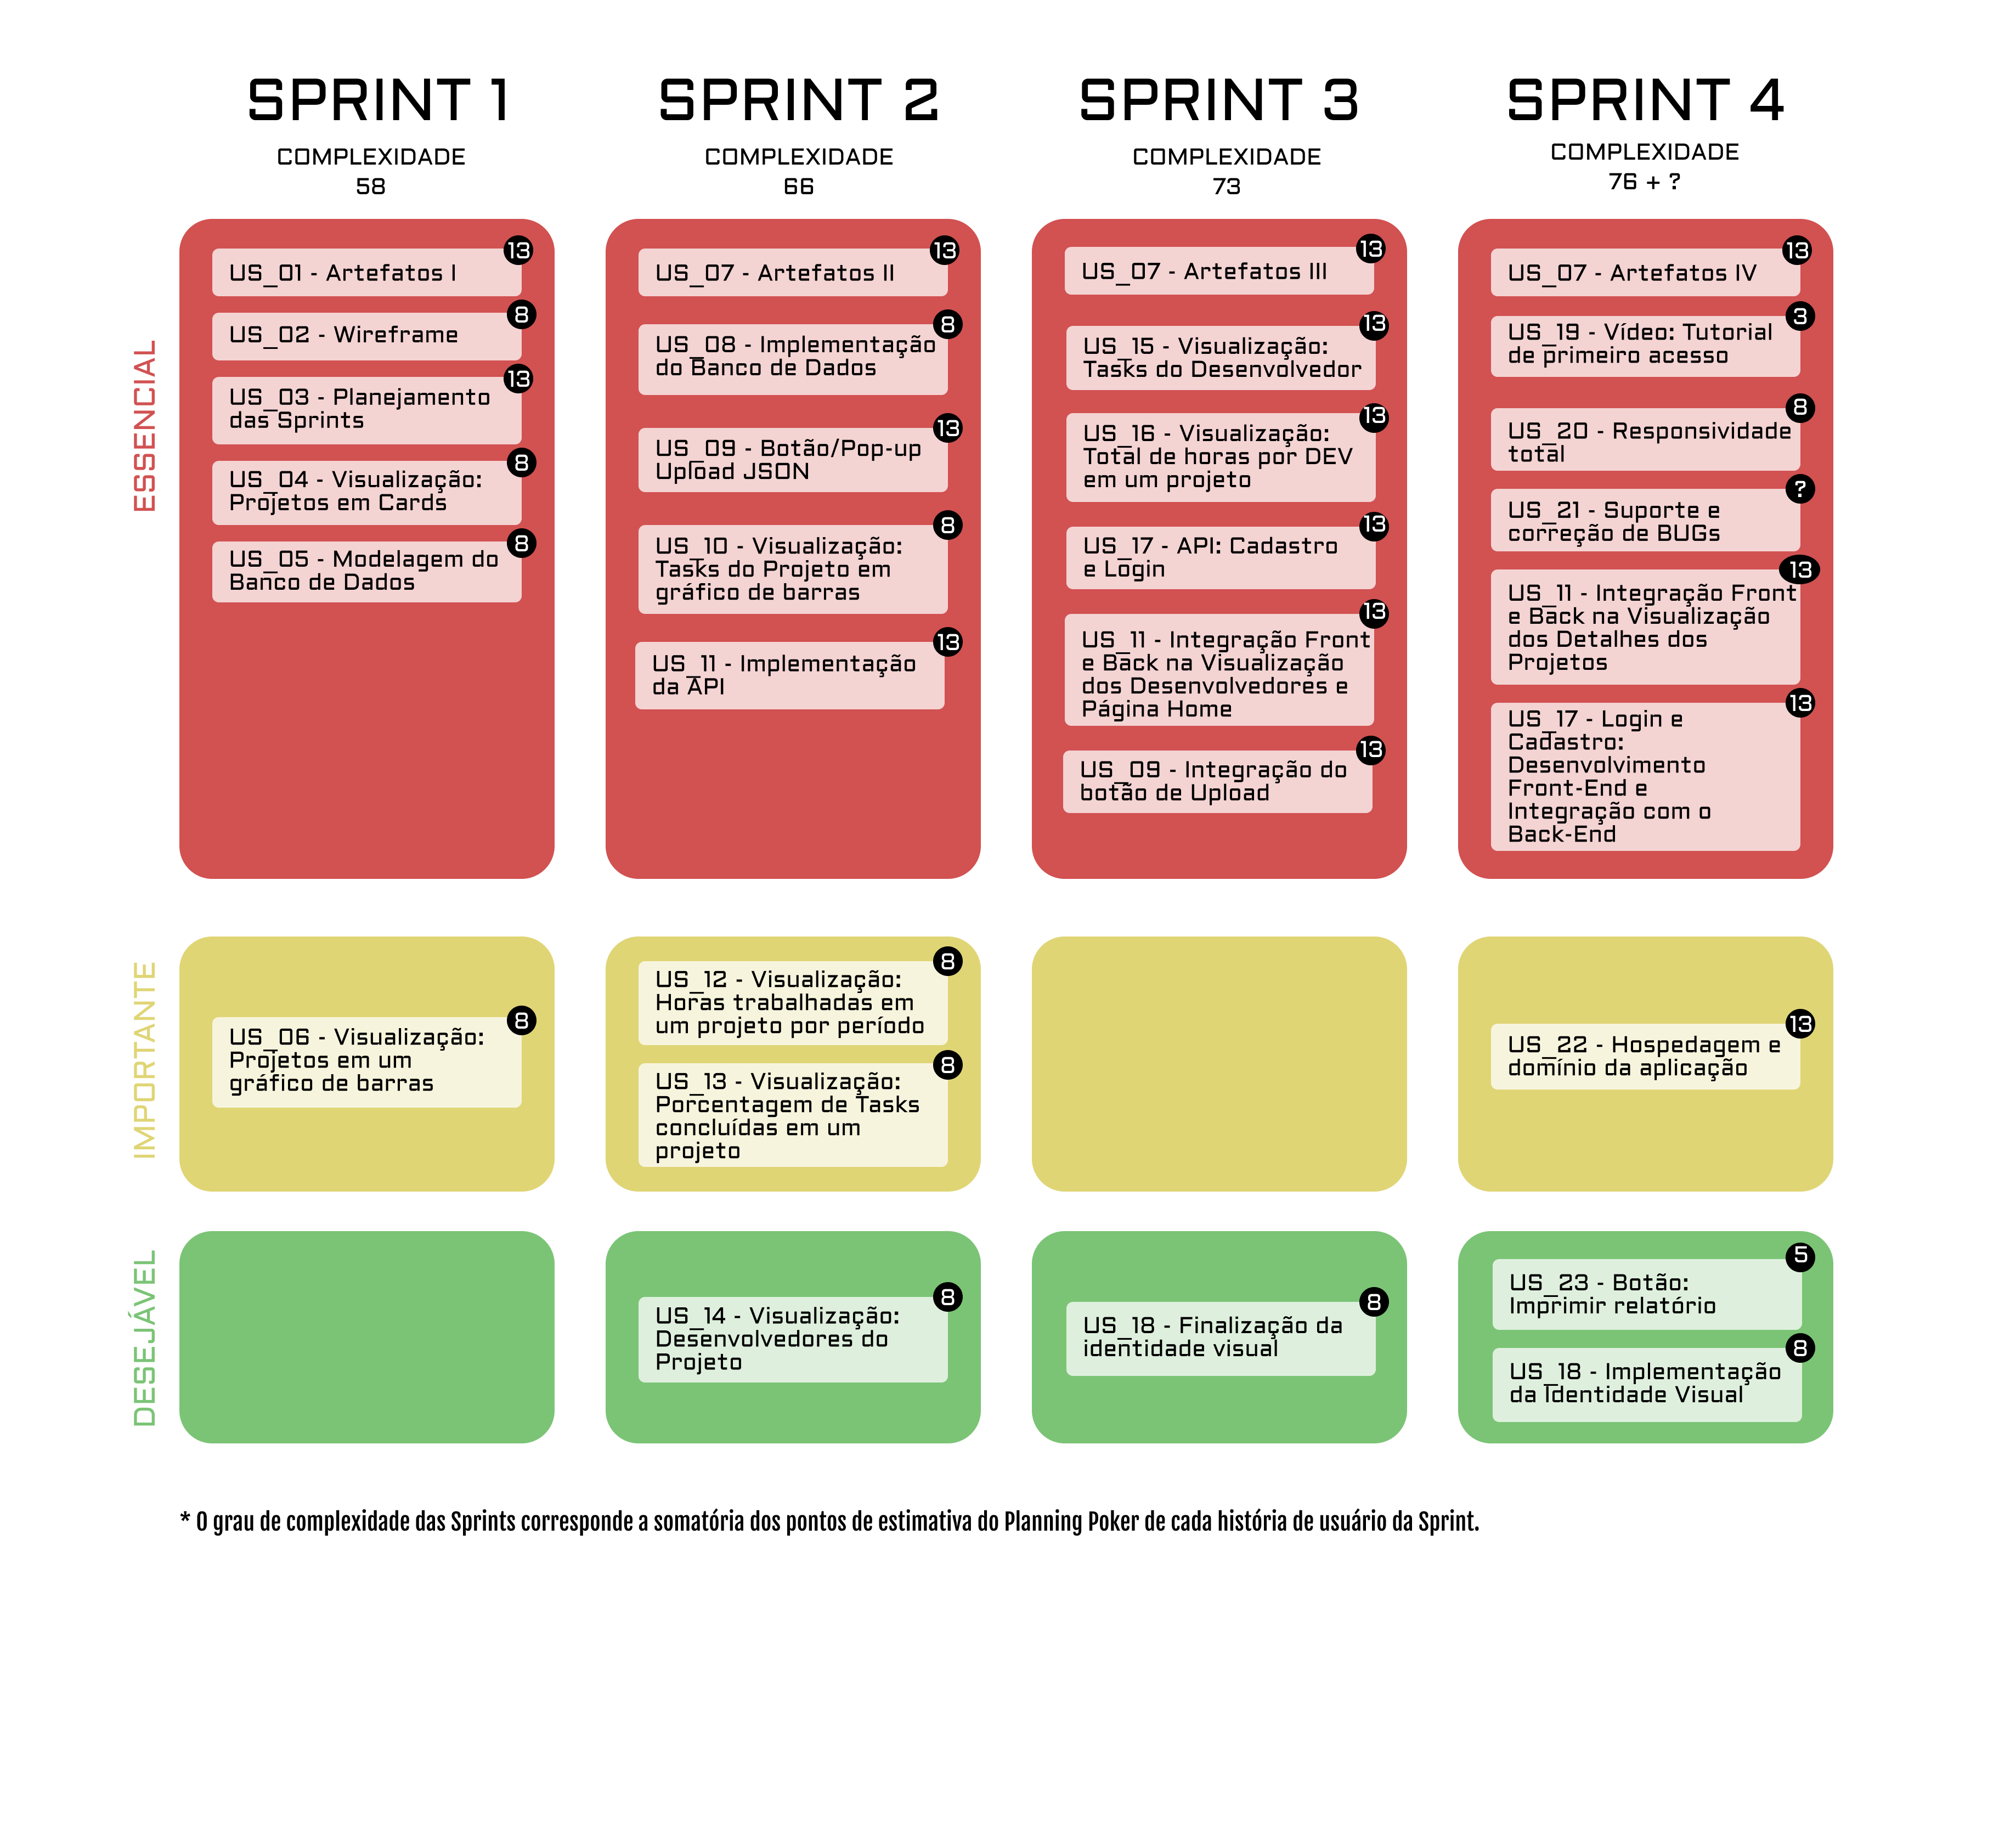 SPRINT 1
COMPLEXIDADE
58
SPRINT 2
COMPLEXIDADE
66
SPRINT 3
COMPLEXIDADE
73
SPRINT 4
COMPLEXIDADE
76 + ?
ESSENCIAL
US_01 - Artefatos I
13
US_02 - Wireframe
8
US_03 - Planejamento
das Sprints
13
US_04 - Visualização:
Projetos em Cards
8
US_05 - Modelagem do
Banco de Dados
8
US_07 - Artefatos II
13
US_08 - Implementação
do Banco de Dados
8
US_09 - Botão/Pop-up
Upload JSON
13
US_10 - Visualização:
Tasks do Projeto em
gráfico de barras
8
US_11 - Implementação
da API
13
US_07 - Artefatos III
13
US_15 - Visualização:
Tasks do Desenvolvedor
13
US_16 - Visualização:
Total de horas por DEV
em um projeto
13
US_17 - API: Cadastro
e Login
13
US_11 - Integração Front
e Back na Visualização
dos Desenvolvedores e
Página Home
13
US_09 - Integração do
botão de Upload
13
US_07 - Artefatos IV
13
US_19 - Vídeo: Tutorial
de primeiro acesso
3
US_20 - Responsividade
total
8
US_21 - Suporte e
correção de BUGs
?
US_11 - Integração Front
e Back na Visualização
dos Detalhes dos
Projetos
13
US_17 - Login e
Cadastro:
Desenvolvimento
Front-End e
Integração com o
Back-End
13
IMPORTANTE
US_06 - Visualização:
Projetos em um
gráfico de barras
8
US_12 - Visualização:
Horas trabalhadas em
um projeto por período
8
US_13 - Visualização:
Porcentagem de Tasks
concluídas em um
projeto
8
US_22 - Hospedagem e
domínio da aplicação
13
DESEJÁVEL
US_14 - Visualização:
Desenvolvedores do
Projeto
8
US_18 - Finalização da
identidade visual
8
US_23 - Botão:
Imprimir relatório
5
US_18 - Implementação
da Identidade Visual
8
* O grau de complexidade das Sprints corresponde a somatória dos pontos de estimativa do Planning Poker de cada história de usuário da Sprint.